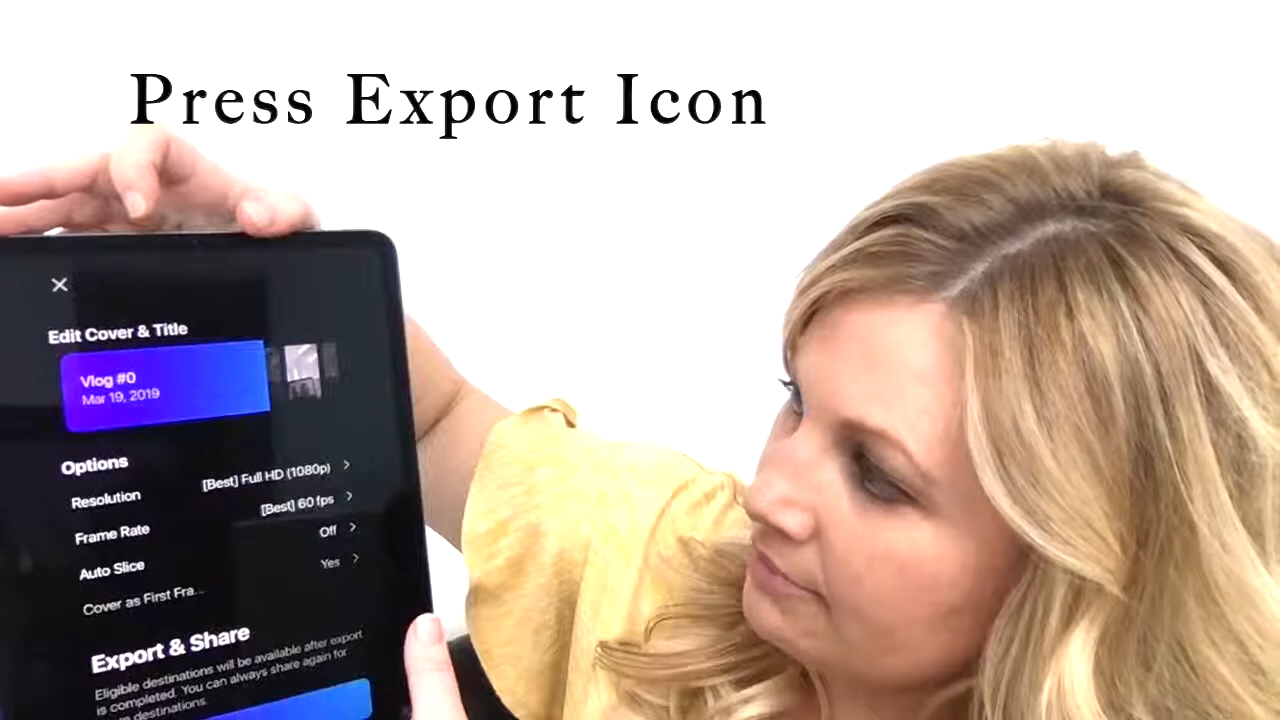 Press Export Icon
Edit Cover & Title
Vlog #0
Mar 19, 2019
Options
Resolution [Best] Full HD (1080p)
Frame Rate [Best] 60 fps
Auto Slice Off
Cover as First Fra... Yes
Export & Share
Eligible destinations will be available after export
is completed. You can always share again for
destinations.